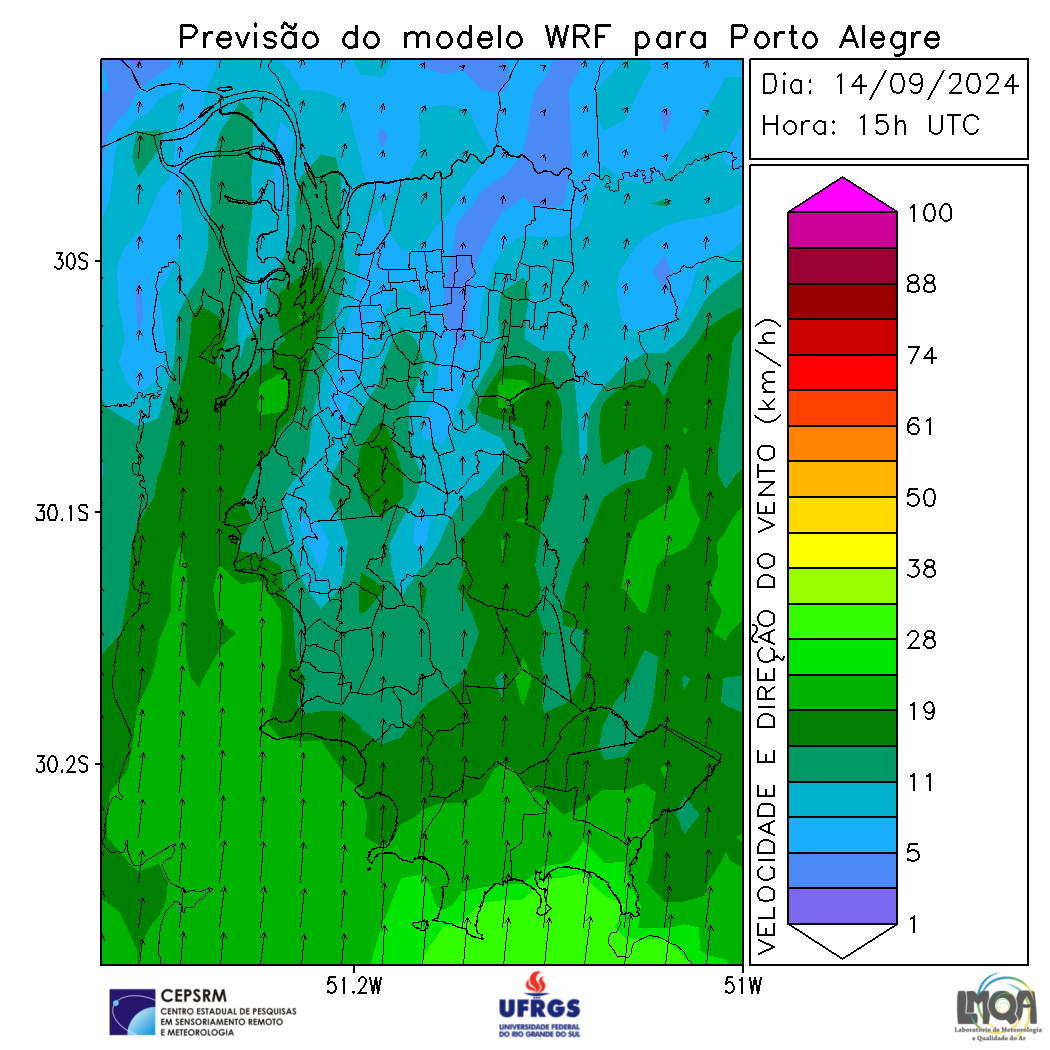 Previsão do modelo WRF para Porto Alegre
Dia: 14/09/2024
Hora: 15h UTC
30S
30.1S
30.2S
51.2W
51W
VELOCIDADE E DIREÇÃO DO VENTO (km/h)
100
88
74
61
50
38
28
19
11
5
1
CEPSRM
CENTRO ESTADUAL DE PESQUISAS
EM SENSORIAMENTO REMOTO
E METEOROLOGIA
UFRGS
UNIVERSIDADE FEDERAL
DO RIO GRANDE DO SUL
LMQA
Laboratório de Meteorologia
e Qualidade do Ar